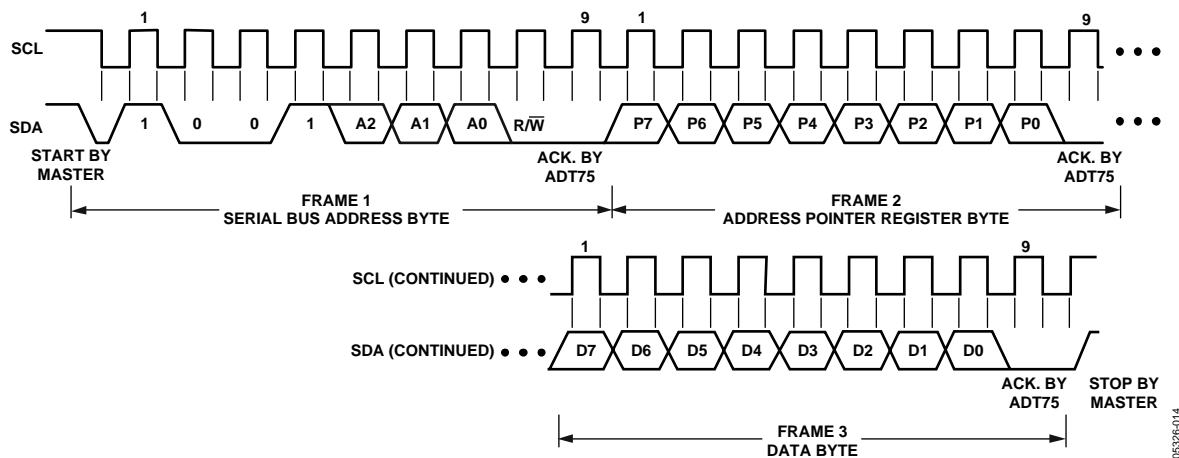 1 9 1 9
SCL
SDA 1 0 0 1 A2 A1 A0 R/W̅ P7 P6 P5 P4 P3 P2 P1 P0
START BY MASTER
ACK. BY ADT75
ACK. BY ADT75
FRAME 1
SERIAL BUS ADDRESS BYTE
FRAME 2
ADDRESS POINTER REGISTER BYTE
1 9
SCL (CONTINUED)
SDA (CONTINUED) D7 D6 D5 D4 D3 D2 D1 D0
ACK. BY ADT75
STOP BY MASTER
FRAME 3
DATA BYTE
05326-014